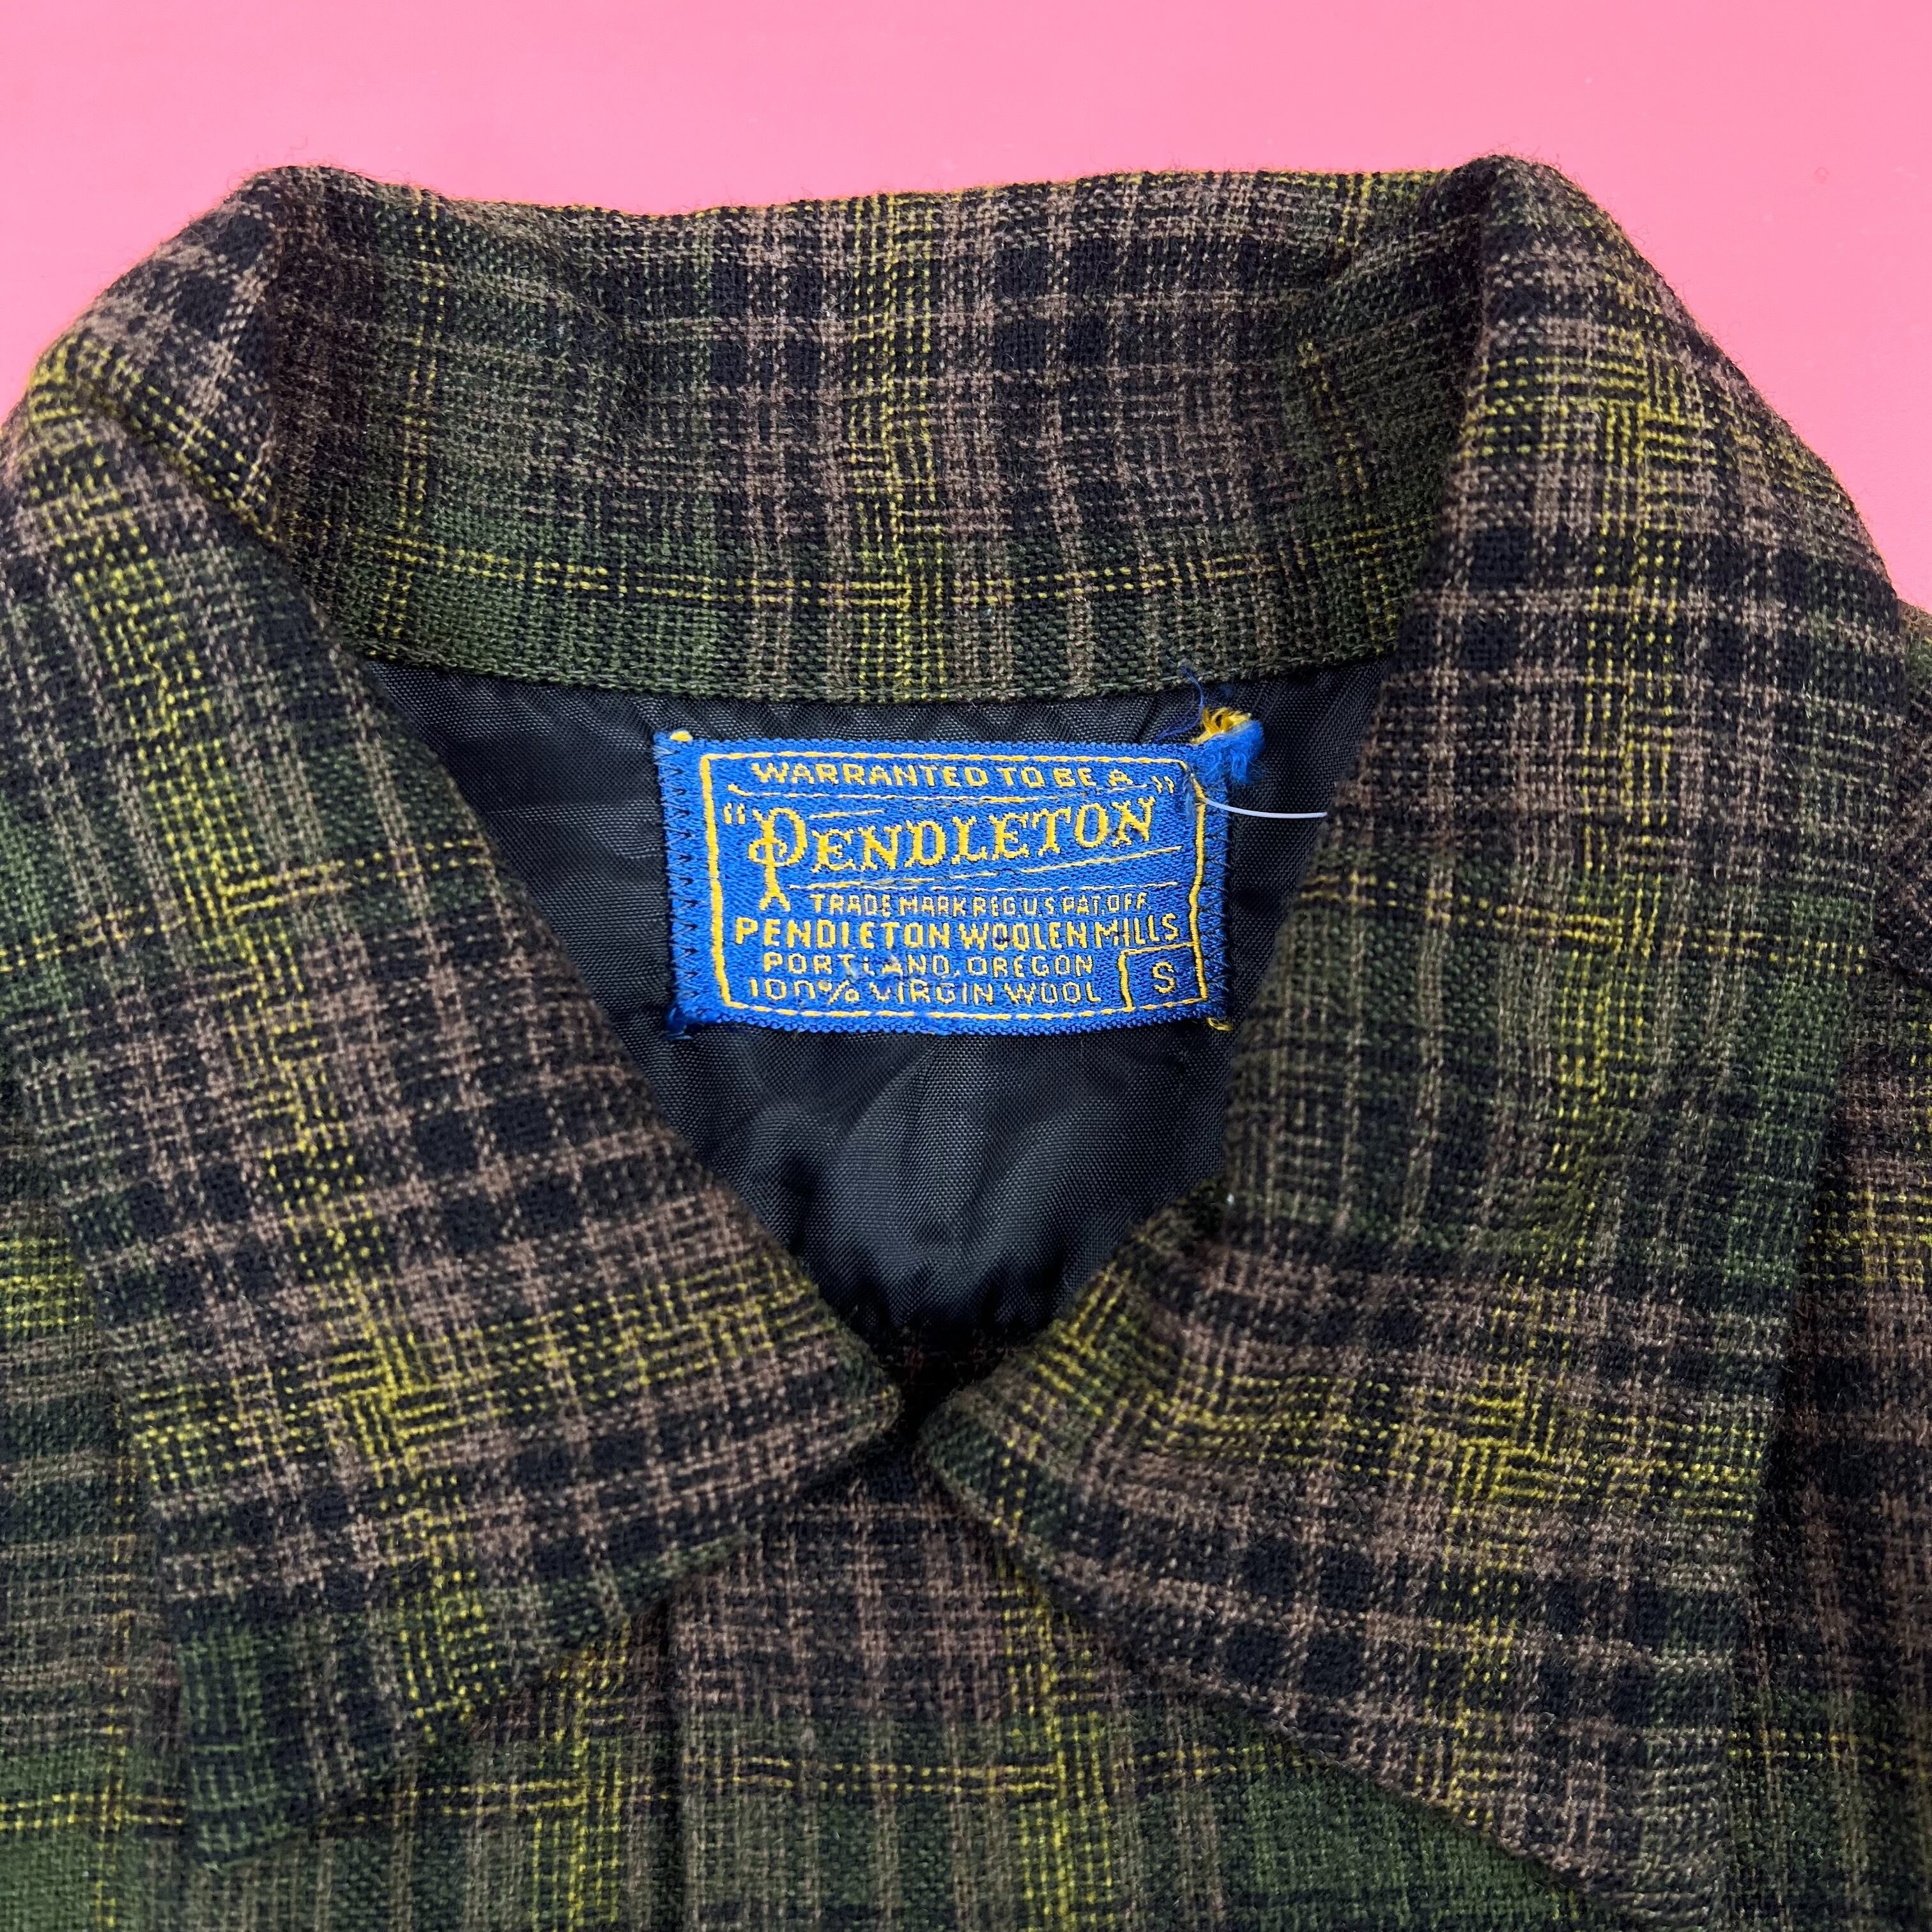 WARRANTED TO BE A
"PENDLETON"
TRADE MARK REG. U.S. PAT. OFF.
PENDLETON WOOLEN MILLS
PORTLAND, OREGON
100% VIRGIN WOOL
S